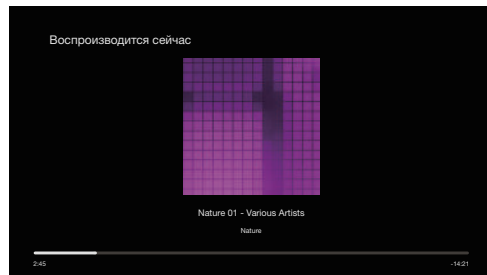 Воспроизводится сейчас
Nature 01 - Various Artists
Nature
2:45
-14:21